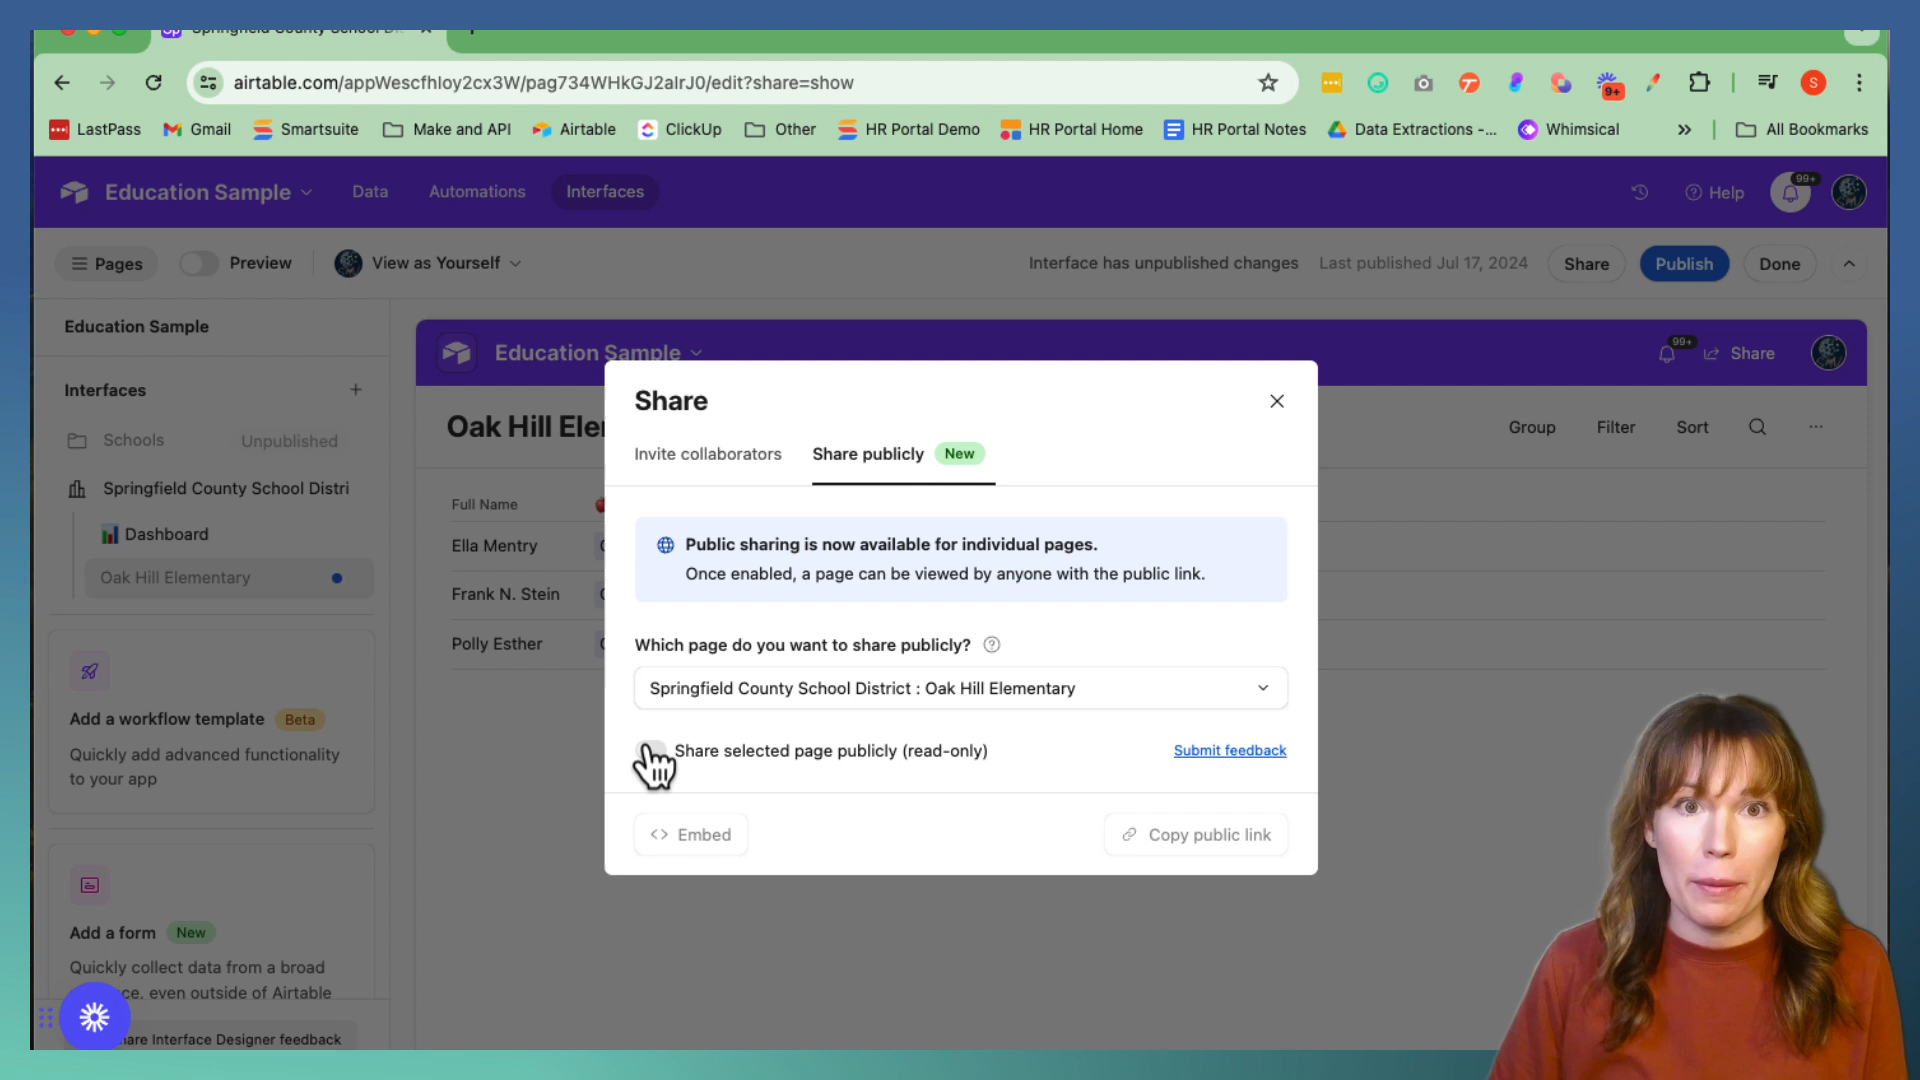 Springfield County School Di
airtable.com/appWescfhIoy2cx3W/pag734WHkGJ2aIrJ0/edit?share=show
9+
S
LastPass
Gmail
Smartsuite
Make and API
Airtable
ClickUp
Other
HR Portal Demo
HR Portal Home
HR Portal Notes
Data Extractions -...
Whimsical
»
All Bookmarks
Education Sample
Data
Automations
Interfaces
Help
99+
Pages
Preview
View as Yourself
Interface has unpublished changes
Last published Jul 17, 2024
Share
Publish
Done
Education Sample
Interfaces
Schools
Unpublished
Springfield County School Distri
Dashboard
Oak Hill Elementary
Add a workflow template Beta
Quickly add advanced functionality
to your app
Add a form New
Quickly collect data from a broad
ce, even outside of Airtable
are Interface Designer feedback
Education Sample
99+
Share
Oak Hill Ele
Group
Filter
Sort
Full Name
Ella Mentry
Frank N. Stein
Polly Esther
Share
Invite collaborators
Share publicly New
Public sharing is now available for individual pages.
Once enabled, a page can be viewed by anyone with the public link.
Which page do you want to share publicly?
Springfield County School District : Oak Hill Elementary
Share selected page publicly (read-only)
Submit feedback
<> Embed
Copy public link